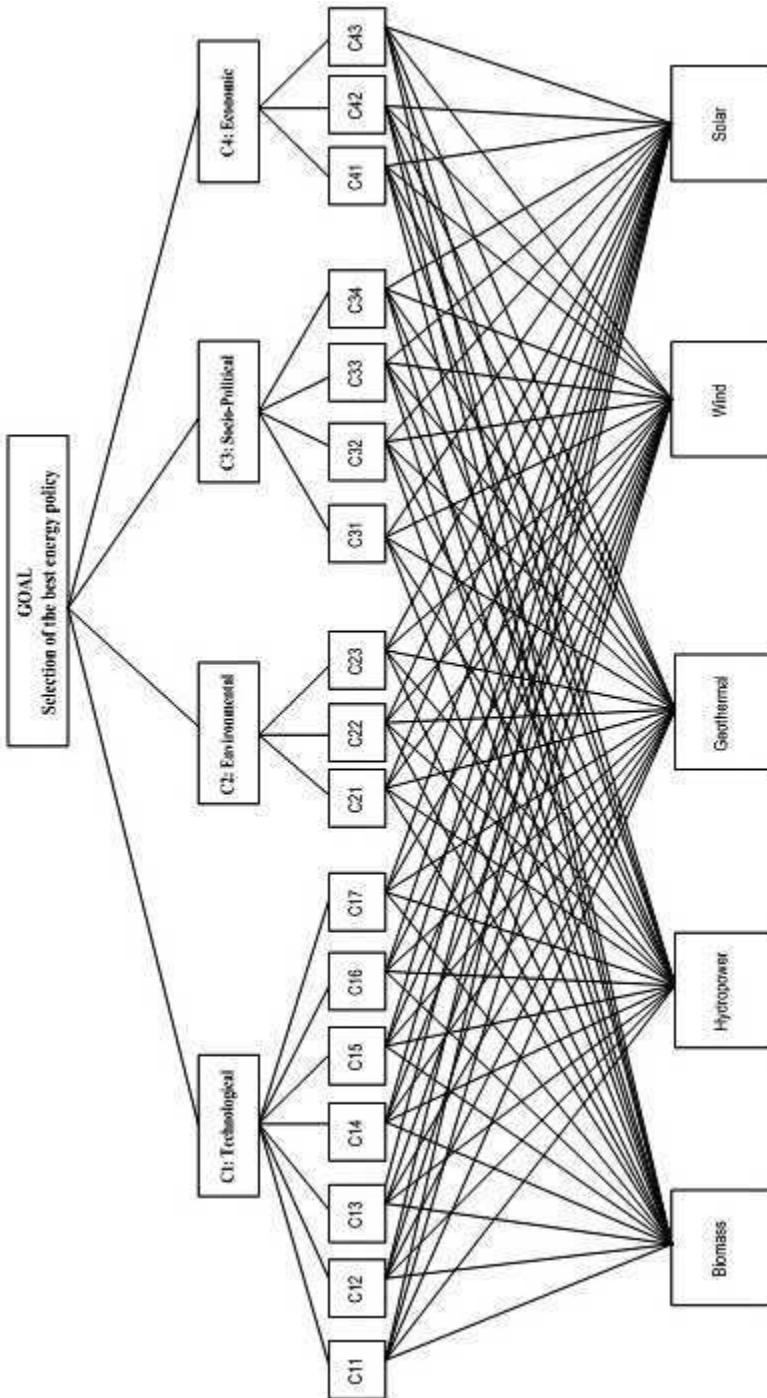 GOAL
Selection of the best energy policy
C1: Technological
C2: Environmental
C3: Socio-Political
C4: Economic
C11
C12
C13
C14
C15
C16
C17
C21
C22
C23
C31
C32
C33
C34
C41
C42
C43
Biomass
Hydropower
Geothermal
Wind
Solar